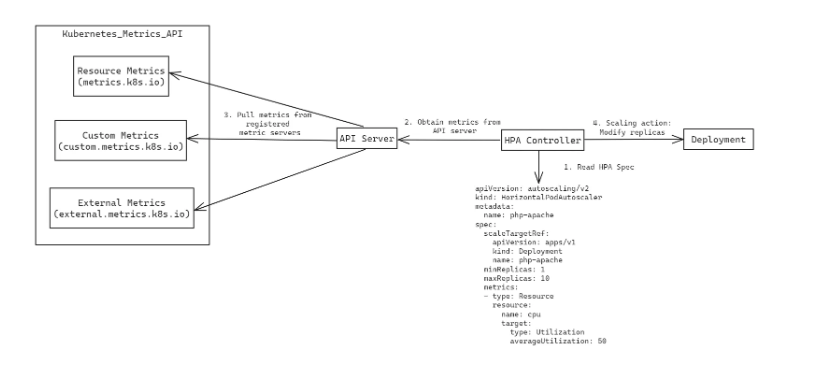 Kubernetes_Metrics_API
Resource Metrics
(metrics.k8s.io)
Custom Metrics
(custom.metrics.k8s.io)
External Metrics
(external.metrics.k8s.io)
3. Pull metrics from
registered
metric servers
API Server
2. Obtain metrics from
API server
HPA Controller
4. Scaling action:
Modify replicas
Deployment
1. Read HPA Spec
apiVersion: autoscaling/v2
kind: HorizontalPodAutoscaler
metadata:
  name: php-apache
spec:
  scaleTargetRef:
    apiVersion: apps/v1
    kind: Deployment
    name: php-apache
  minReplicas: 1
  maxReplicas: 10
  metrics:
  - type: Resource
    resource:
      name: cpu
      target:
        type: Utilization
        averageUtilization: 50